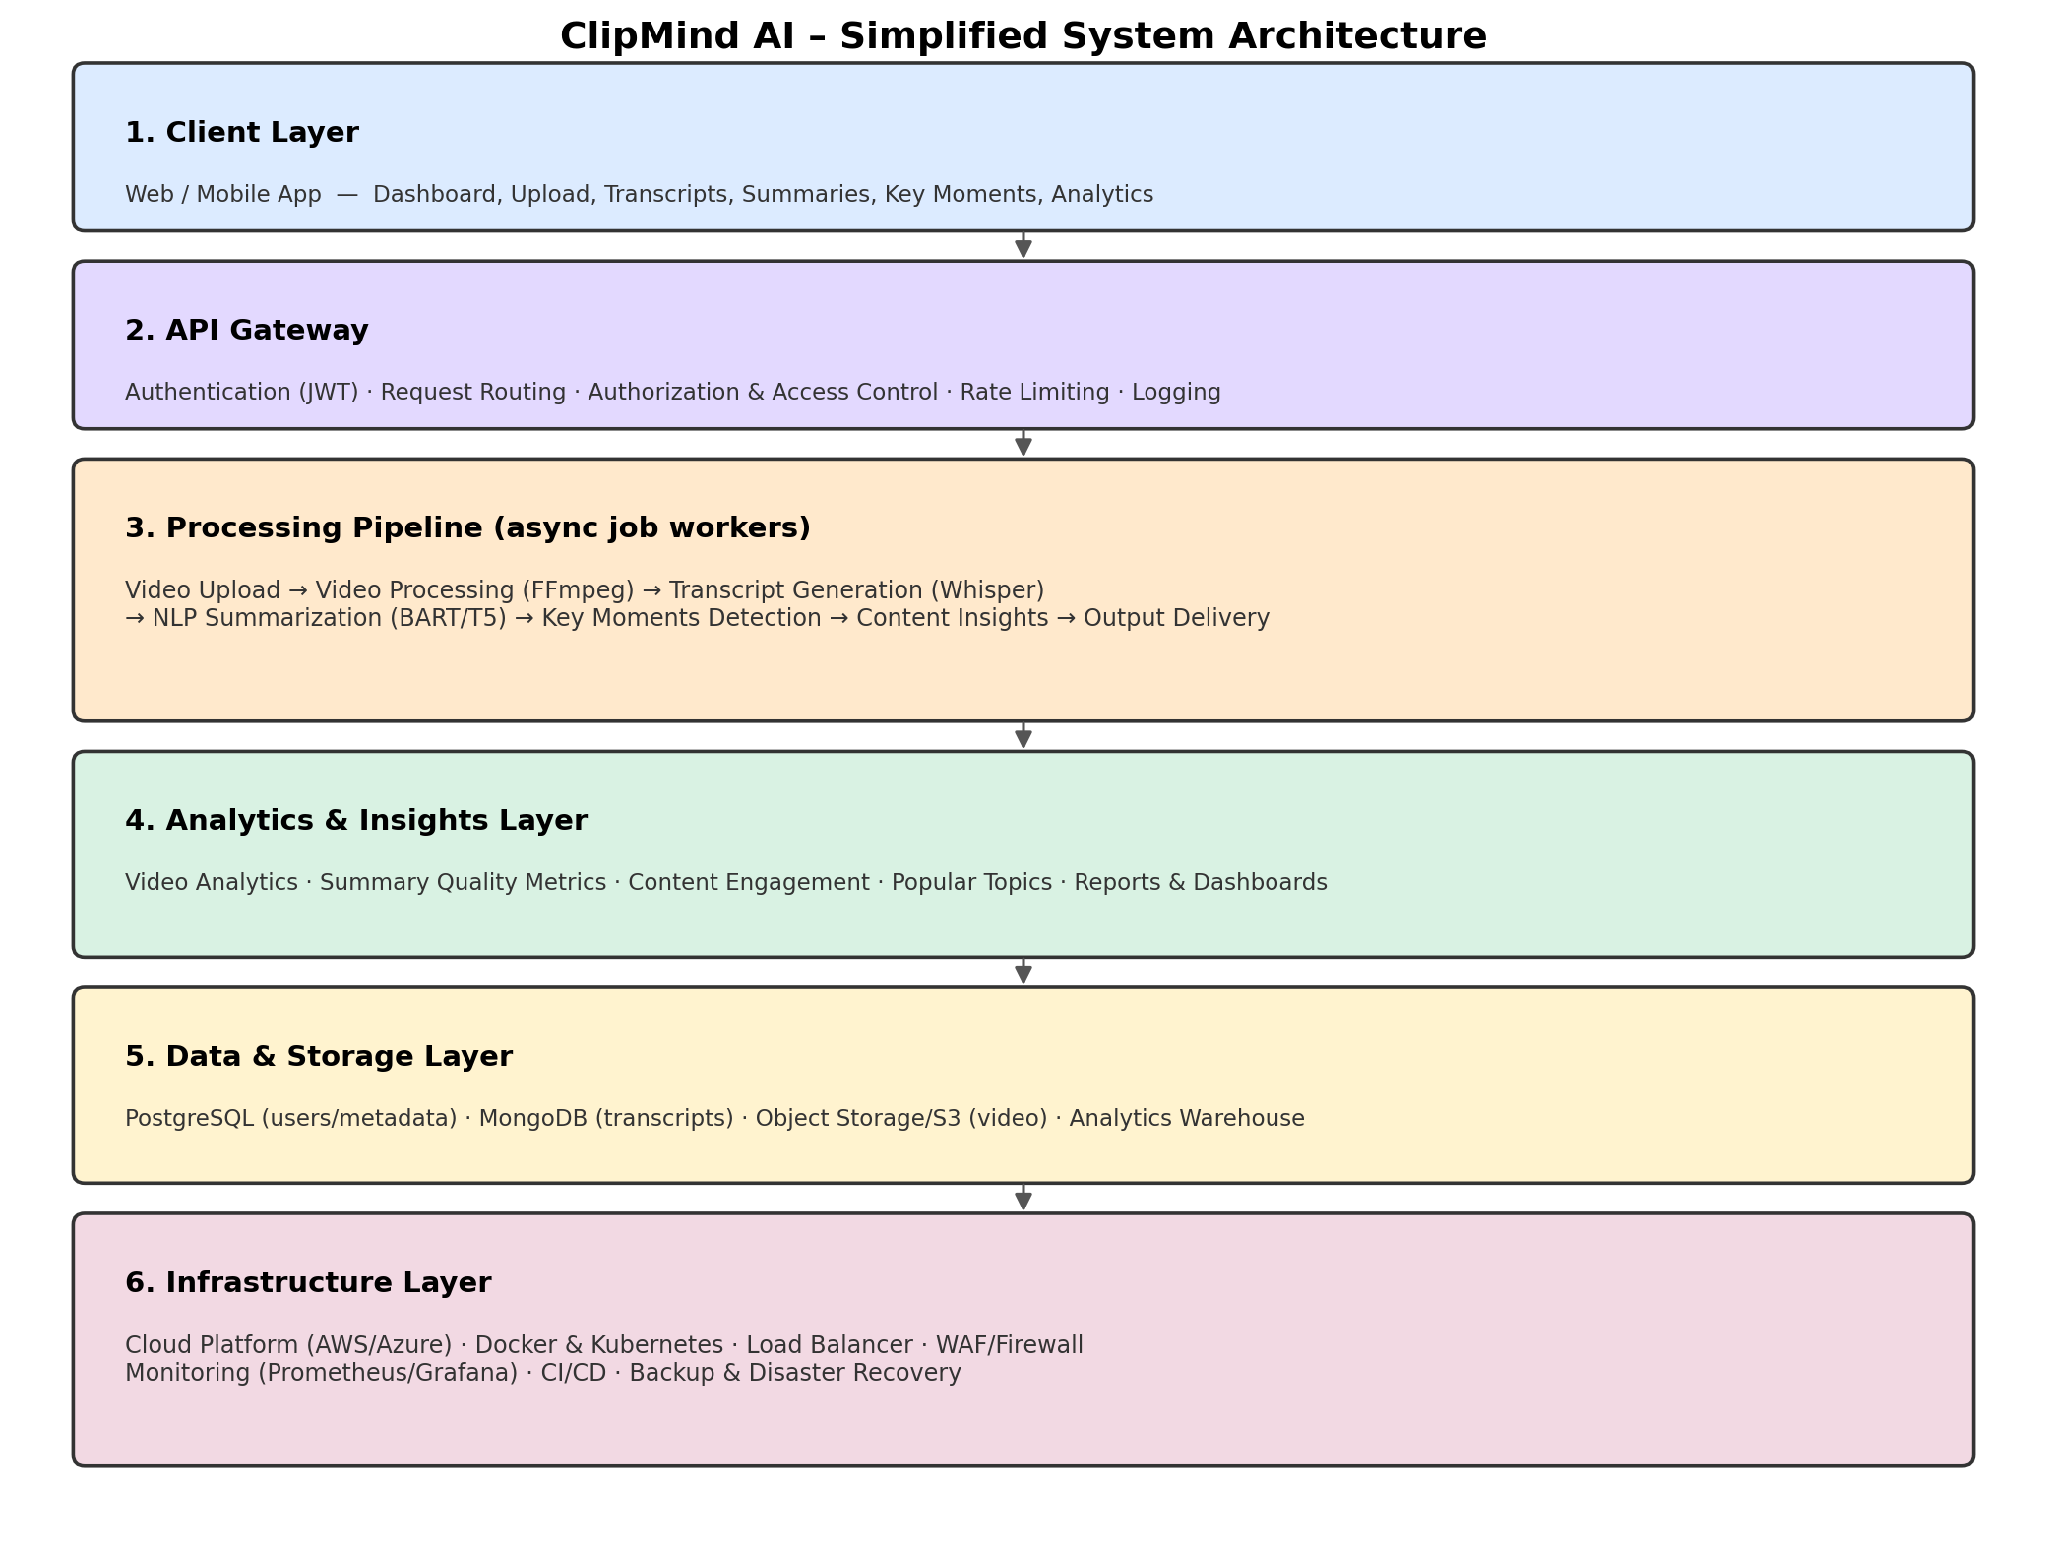 ClipMind AI – Simplified System Architecture
1. Client Layer
Web / Mobile App — Dashboard, Upload, Transcripts, Summaries, Key Moments, Analytics
2. API Gateway
Authentication (JWT) · Request Routing · Authorization & Access Control · Rate Limiting · Logging
3. Processing Pipeline (async job workers)
Video Upload → Video Processing (FFmpeg) → Transcript Generation (Whisper)
→ NLP Summarization (BART/T5) → Key Moments Detection → Content Insights → Output Delivery
4. Analytics & Insights Layer
Video Analytics · Summary Quality Metrics · Content Engagement · Popular Topics · Reports & Dashboards
5. Data & Storage Layer
PostgreSQL (users/metadata) · MongoDB (transcripts) · Object Storage/S3 (video) · Analytics Warehouse
6. Infrastructure Layer
Cloud Platform (AWS/Azure) · Docker & Kubernetes · Load Balancer · WAF/Firewall
Monitoring (Prometheus/Grafana) · CI/CD · Backup & Disaster Recovery